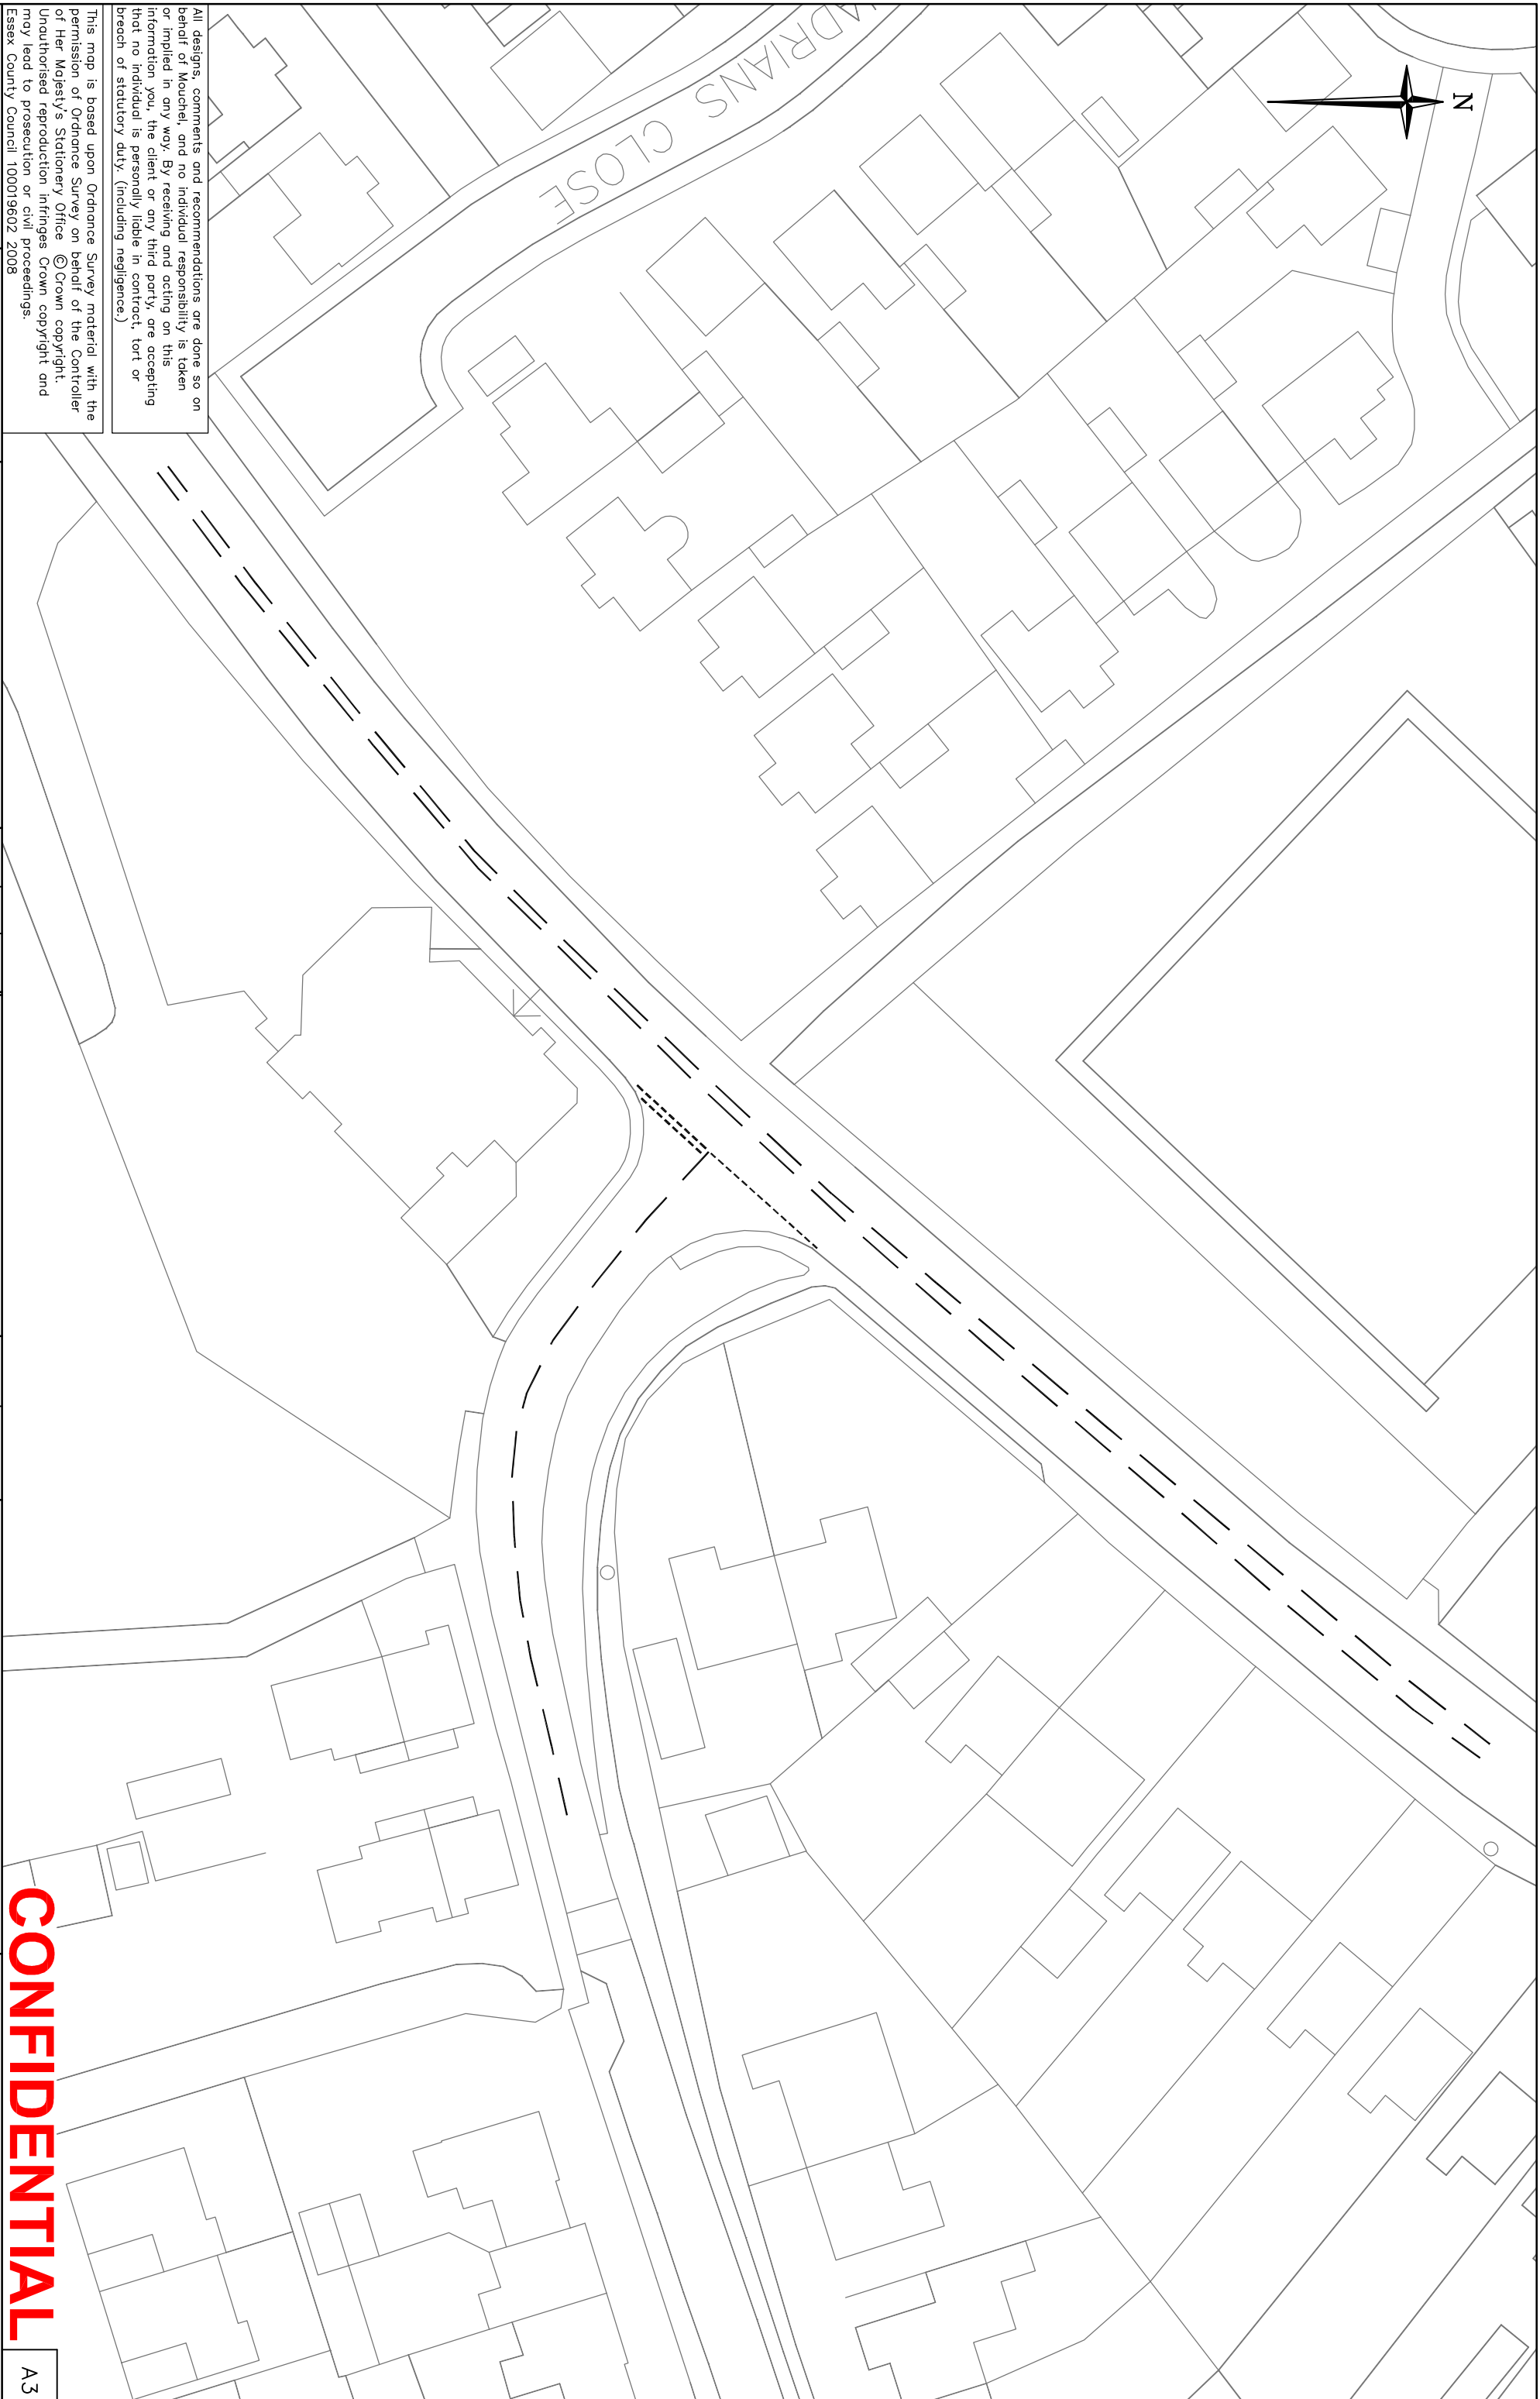 N
ADRIANS CLOSE
All designs, comments and recommendations are done so on
behalf of Mouchel, and no individual responsibility is taken
or implied in any way. By receiving and acting on this
information you, the client or any third party, are accepting
that no individual is personally liable in contract, tort or
breach of statutory duty. (including negligence.)
This map is based upon Ordnance Survey material with the
permission of Ordnance Survey on behalf of the Controller
of Her Majesty's Stationery Office © Crown copyright.
Unauthorised reproduction infringes Crown copyright and
may lead to prosecution or civil proceedings.
Essex County Council 100019602 2008
CONFIDENTIAL
A3